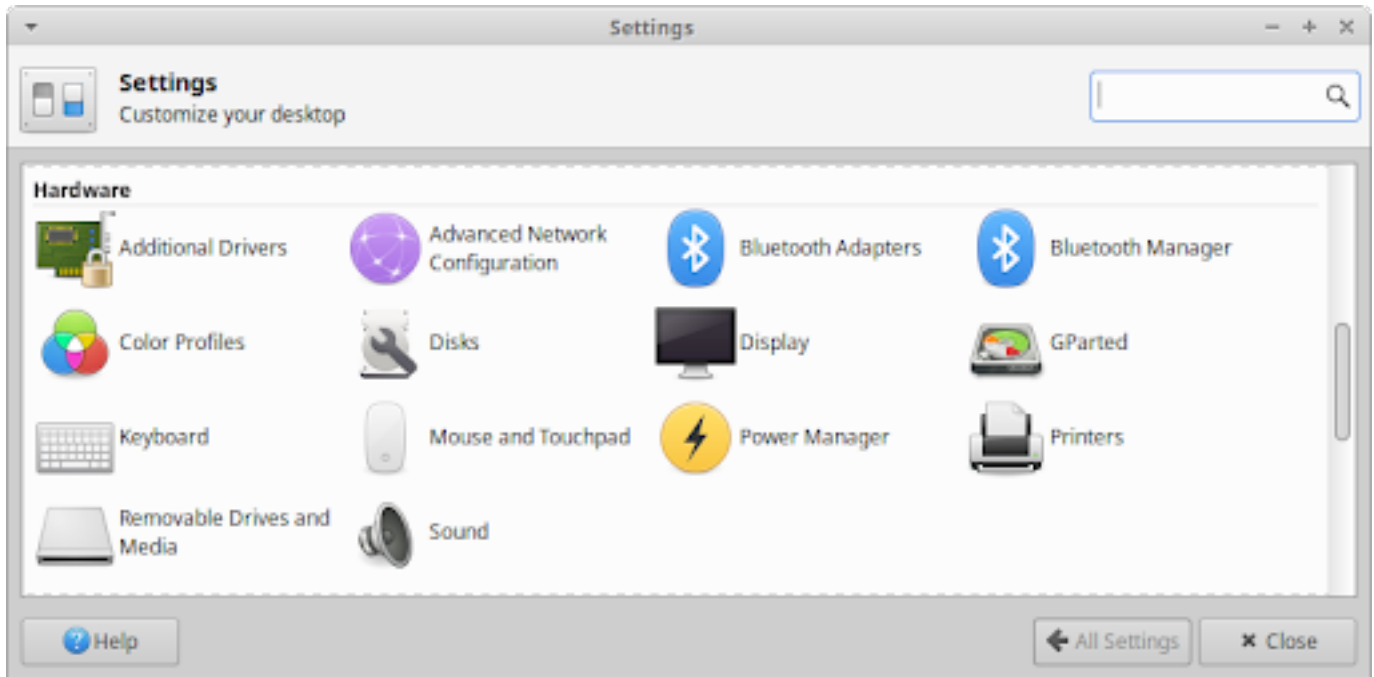 Settings
Settings
Customize your desktop
Hardware
Additional Drivers
Advanced Network
Configuration
Bluetooth Adapters
Bluetooth Manager
Color Profiles
Disks
Display
GParted
Keyboard
Mouse and Touchpad
Power Manager
Printers
Removable Drives and
Media
Sound
Help
All Settings
Close